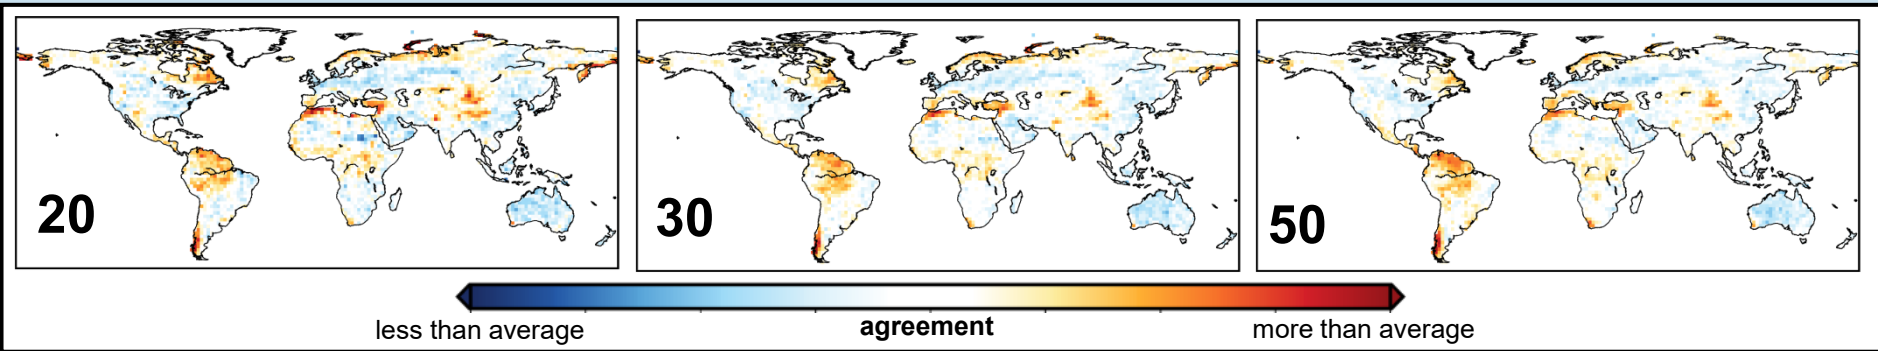 20
30
50
less than average
agreement
more than average